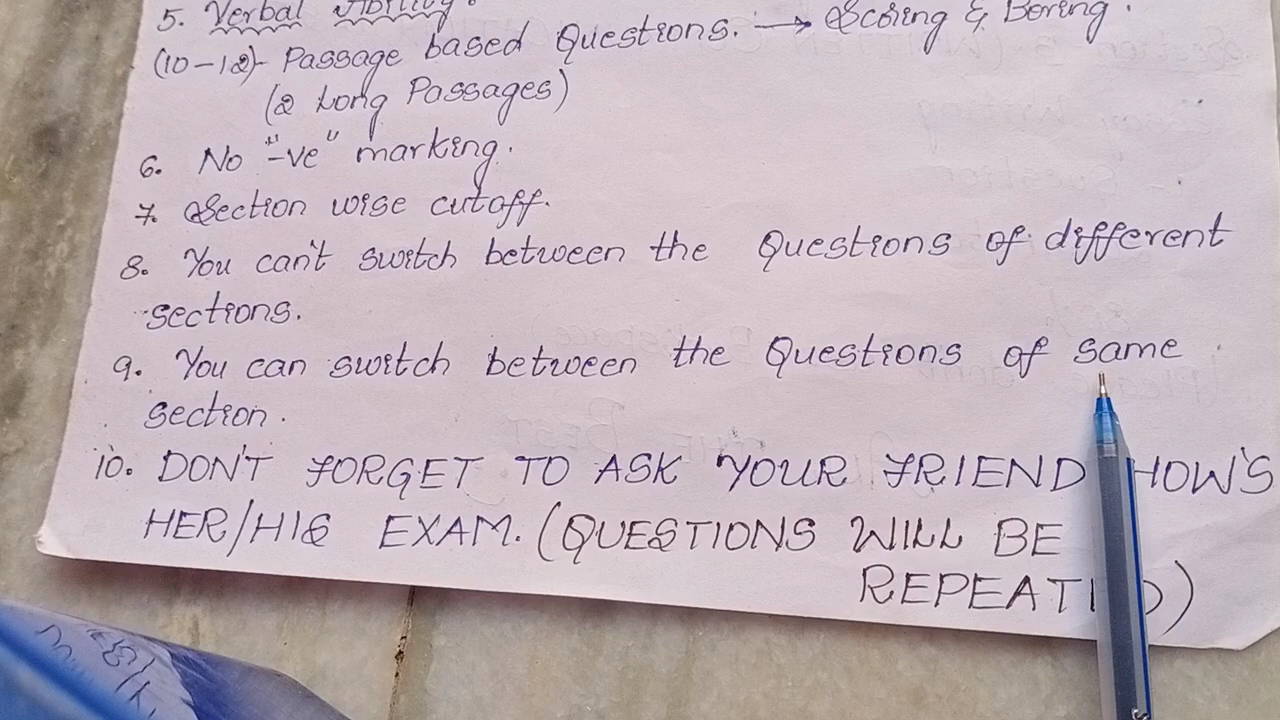 5. Verbal Ability.
(10-12) Passage based Questions. → Scoring & Boring.
(2 Long Passages)
6. No "-ve" marking.
7. Section wise cutoff.
8. You can't switch between the Questions of different
sections.
9. You can switch between the Questions of same
section.
10. DON'T FORGET TO ASK YOUR FRIEND HOW'S
HER/HIS EXAM. (QUESTIONS WILL BE
REPEATED)